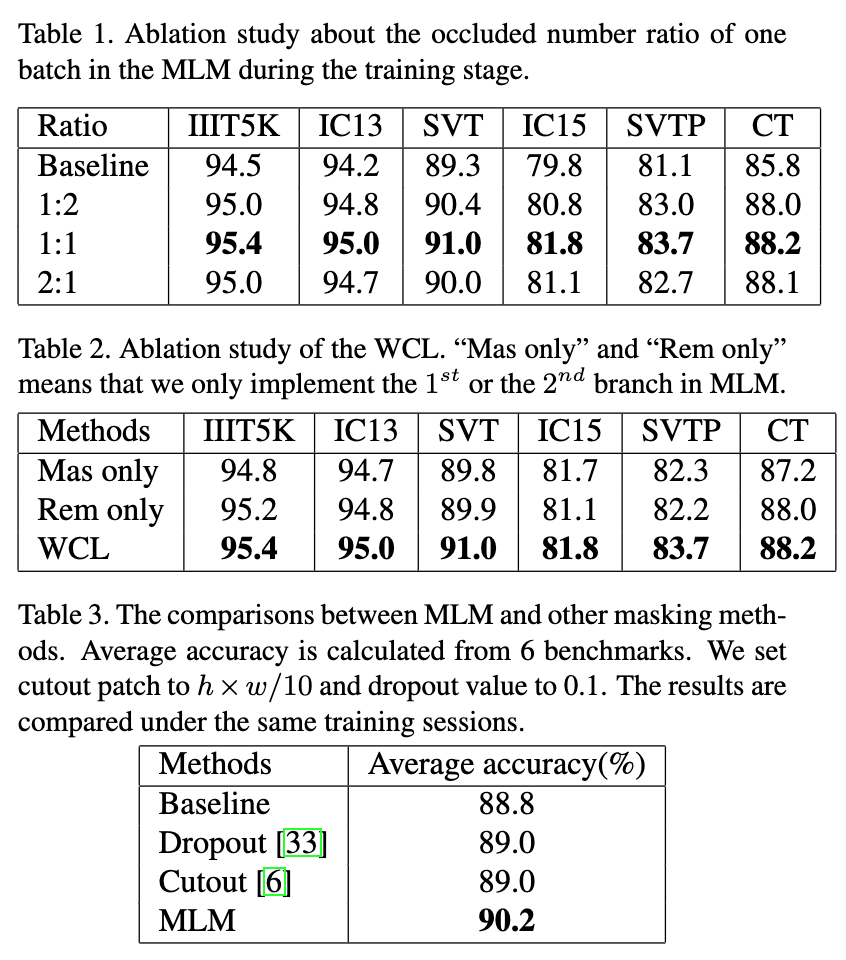 Table 1. Ablation study about the occluded number ratio of one
batch in the MLM during the training stage.
Ratio IIIT5K IC13 SVT IC15 SVTP CT
Baseline 94.5 94.2 89.3 79.8 81.1 85.8
1:2 95.0 94.8 90.4 80.8 83.0 88.0
1:1 95.4 95.0 91.0 81.8 83.7 88.2
2:1 95.0 94.7 90.0 81.1 82.7 88.1
Table 2. Ablation study of the WCL. “Mas only” and “Rem only”
means that we only implement the 1st or the 2nd branch in MLM.
Methods IIIT5K IC13 SVT IC15 SVTP CT
Mas only 94.8 94.7 89.8 81.7 82.3 87.2
Rem only 95.2 94.8 89.9 81.1 82.2 88.0
WCL 95.4 95.0 91.0 81.8 83.7 88.2
Table 3. The comparisons between MLM and other masking meth-
ods. Average accuracy is calculated from 6 benchmarks. We set
cutout patch to h × w/10 and dropout value to 0.1. The results are
compared under the same training sessions.
Methods Average accuracy(%)
Baseline 88.8
Dropout [33] 89.0
Cutout [6] 89.0
MLM 90.2